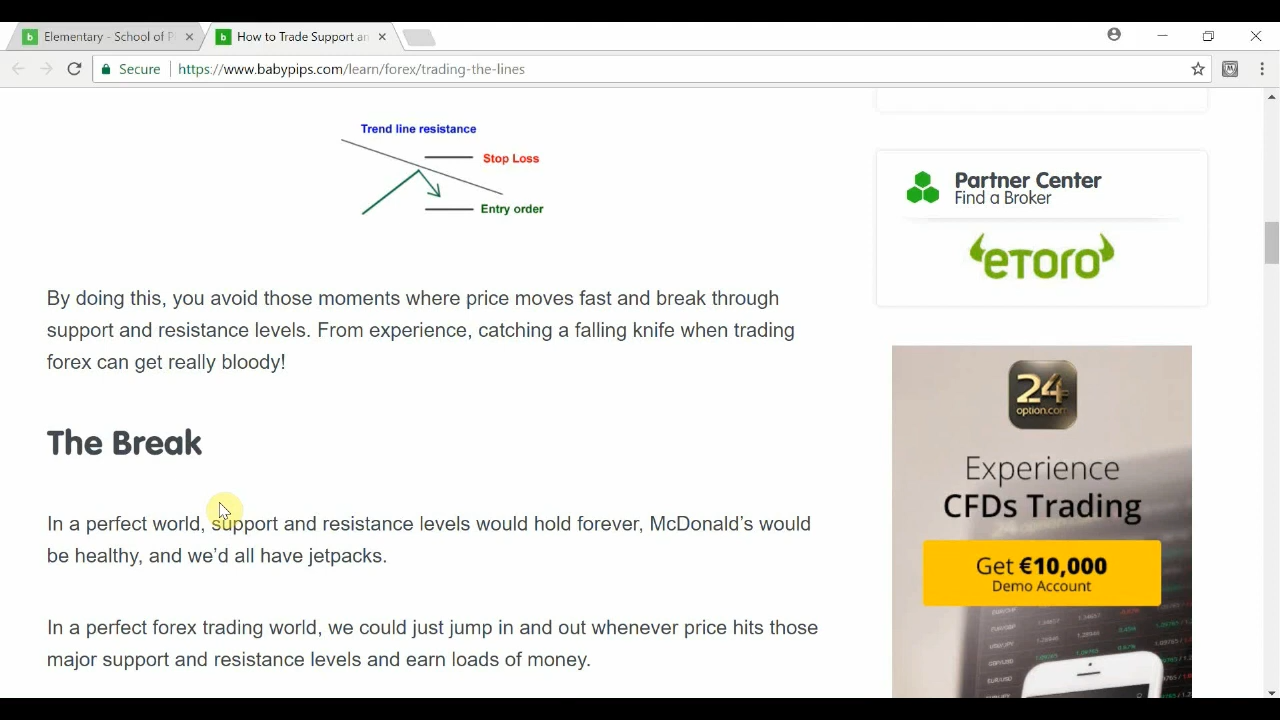 Elementary - School of P
How to Trade Support an
Secure
https://www.babypips.com/learn/forex/trading-the-lines
Trend line resistance
Stop Loss
Entry order
By doing this, you avoid those moments where price moves fast and break through
support and resistance levels. From experience, catching a falling knife when trading
forex can get really bloody!
The Break
In a perfect world, support and resistance levels would hold forever, McDonald’s would
be healthy, and we’d all have jetpacks.
In a perfect forex trading world, we could just jump in and out whenever price hits those
major support and resistance levels and earn loads of money.
Partner Center
Find a Broker
eToro
24
option.com
Experience
CFDs Trading
Get €10,000
Demo Account